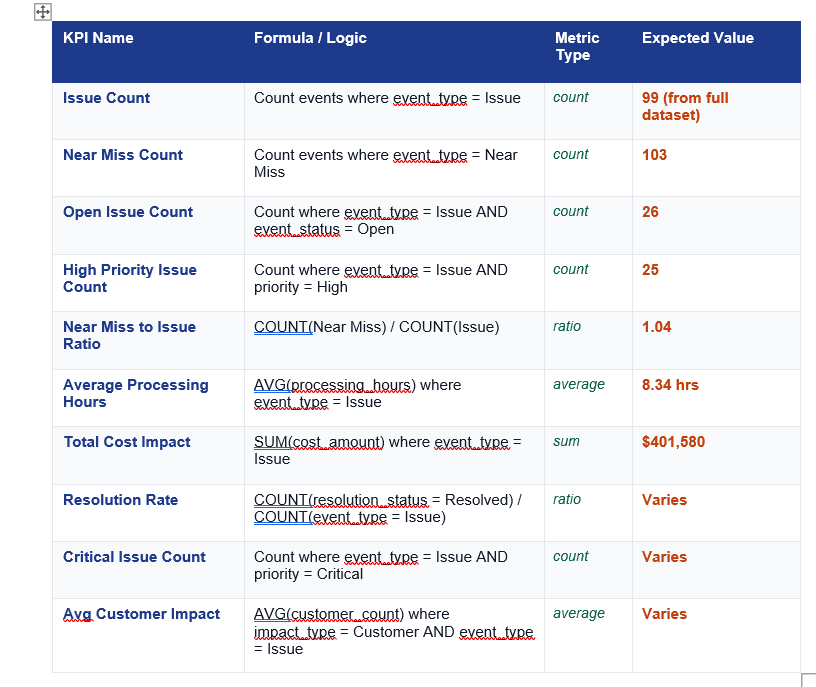 KPI Name Formula / Logic Metric Expected Value
Type
Issue Count Count events where event_type = Issue count 99 (from full
dataset)
Near Miss Count Count events where event_type = Near count 103
Miss
Open Issue Count Count where event_type = Issue AND count 26
event_status = Open
High Priority Issue Count where event_type = Issue AND count 25
Count priority = High
Near Miss to Issue COUNT(Near Miss) / COUNT(Issue) ratio 1.04
Ratio
Average Processing AVG(processing_hours) where average 8.34 hrs
Hours event_type = Issue
Total Cost Impact SUM(cost_amount) where event_type = sum $401,580
Issue
Resolution Rate COUNT(resolution_status = Resolved) / ratio Varies
COUNT(event_type = Issue)
Critical Issue Count Count where event_type = Issue AND count Varies
priority = Critical
Avg Customer Impact AVG(customer_count) where average Varies
impact_type = Customer AND event_type
= Issue